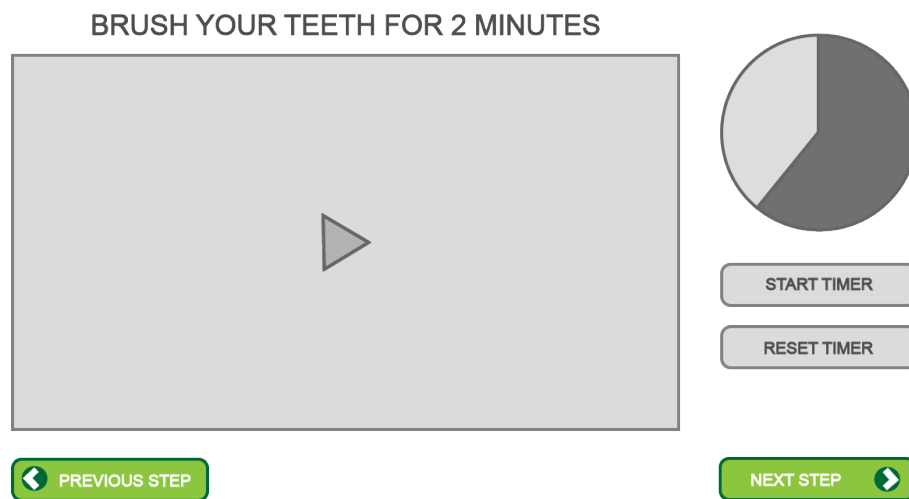 BRUSH YOUR TEETH FOR 2 MINUTES
START TIMER
RESET TIMER
PREVIOUS STEP
NEXT STEP